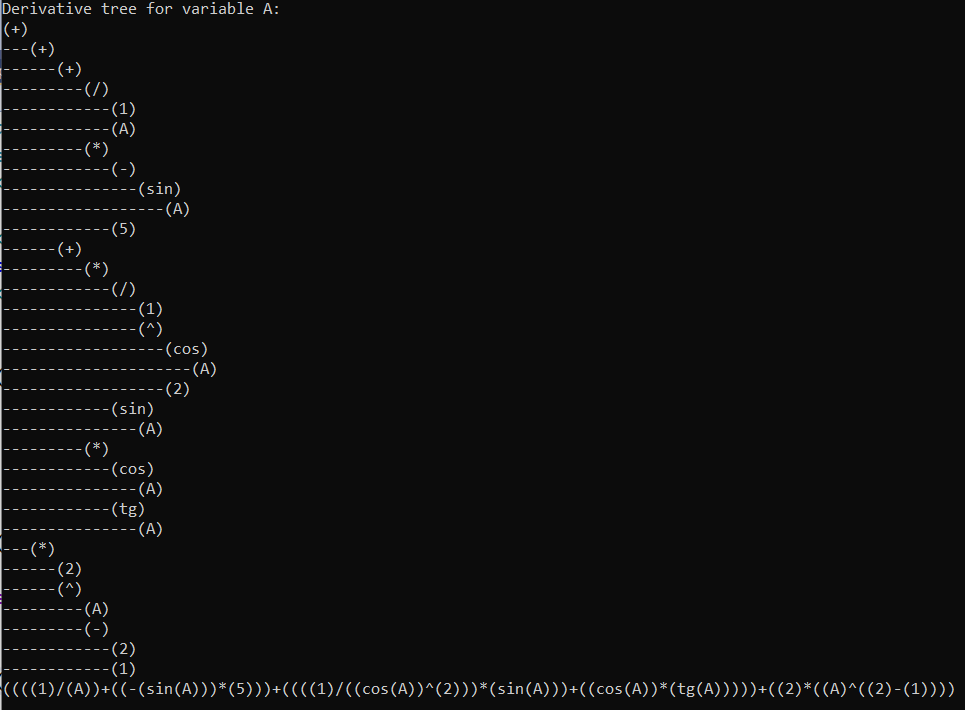 Derivative tree for variable A:
(+)
---(+)
------(+)
---------(/)
------------(1)
------------(A)
---------(*)
------------(-)
---------------(sin)
------------------(A)
------------(5)
------(+)
---------(*)
------------(/)
---------------(1)
---------------(^)
------------------(cos)
---------------------(A)
------------------(2)
------------(sin)
---------------(A)
---------(*)
------------(cos)
---------------(A)
------------(tg)
---------------(A)
---(*)
------(2)
------(^)
---------(A)
---------(-)
------------(2)
------------(1)
((((1)/(A))+((-(sin(A)))*(5)))+((((1)/((cos(A))^(2)))*(sin(A)))+((cos(A))*(tg(A)))))+((2)*((A)^((2)-(1))))